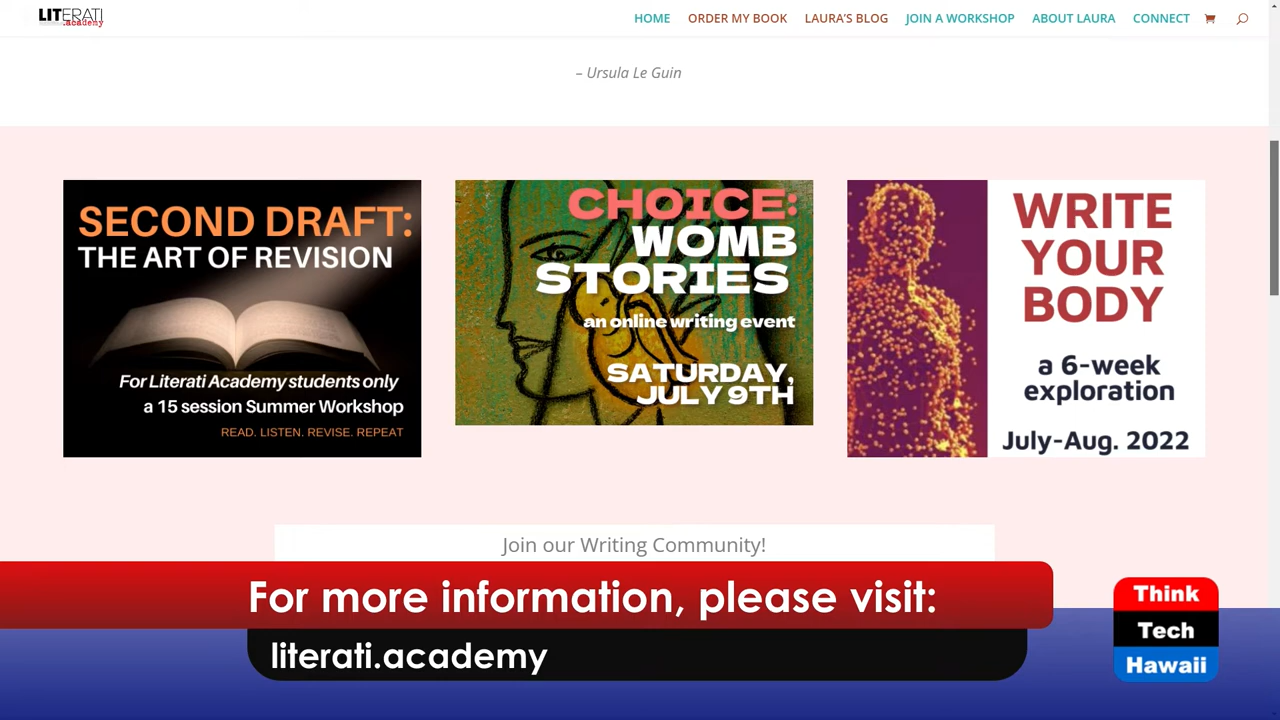 LITERATI
.academy
HOME
ORDER MY BOOK
LAURA'S BLOG
JOIN A WORKSHOP
ABOUT LAURA
CONNECT
– Ursula Le Guin
SECOND DRAFT:
THE ART OF REVISION
For Literati Academy students only
a 15 session Summer Workshop
READ. LISTEN. REVISE. REPEAT
CHOICE:
WOMB
STORIES
an online writing event
SATURDAY,
JULY 9TH
WRITE
YOUR
BODY
a 6-week
exploration
July-Aug. 2022
Join our Writing Community!
For more information, please visit:
literati.academy
Think
Tech
Hawaii